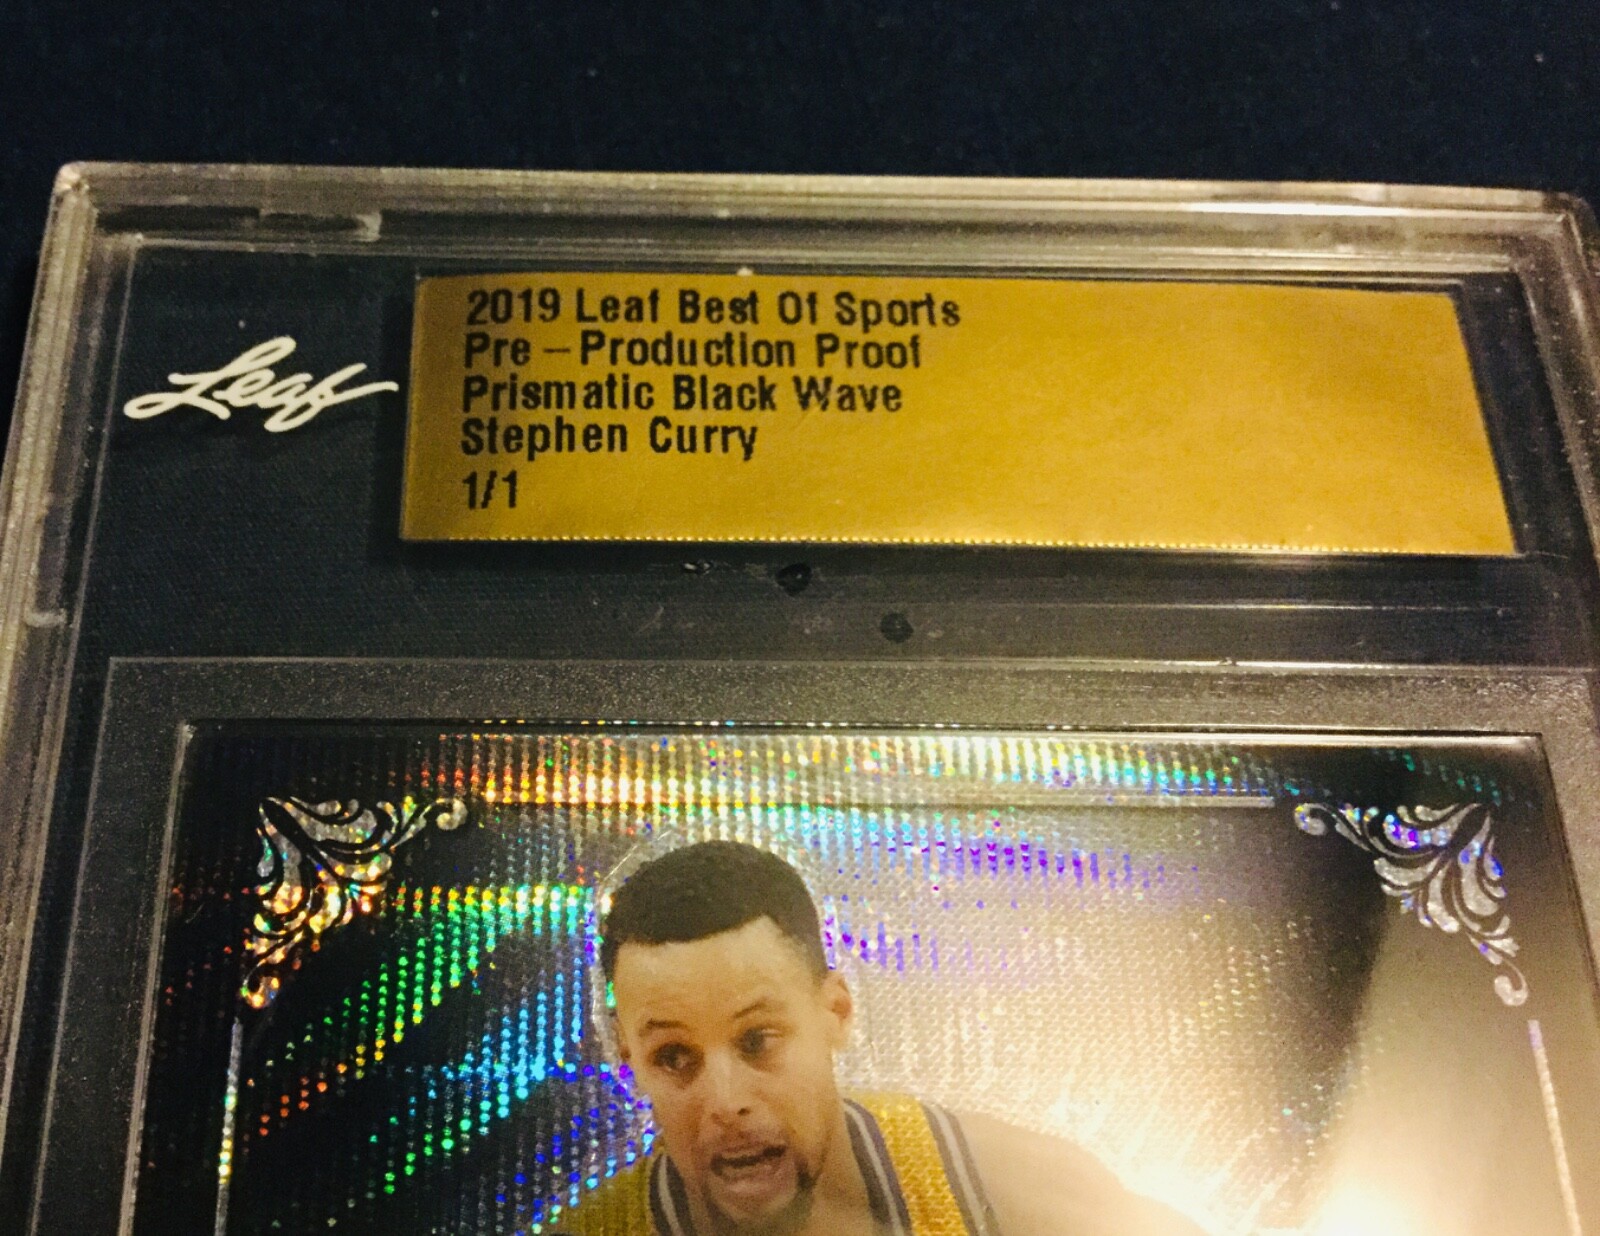 Leaf
2019 Leaf Best Of Sports
Pre – Production Proof
Prismatic Black Wave
Stephen Curry
1/1